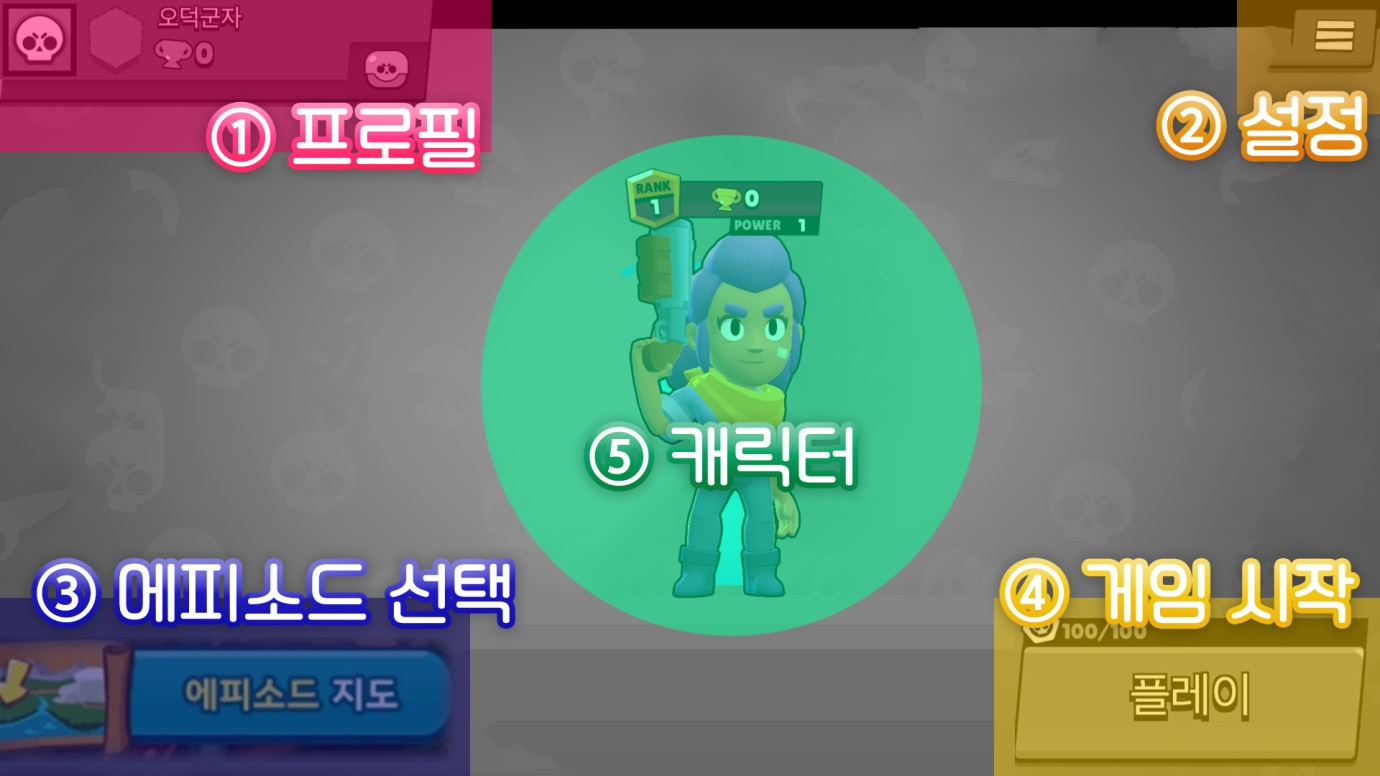 오덕군자
0
① 프로필
② 설정
RANK
1
0
POWER 1
⑤ 캐릭터
③ 에피소드 선택
④ 게임 시작
100/100
에피소드 지도
플레이